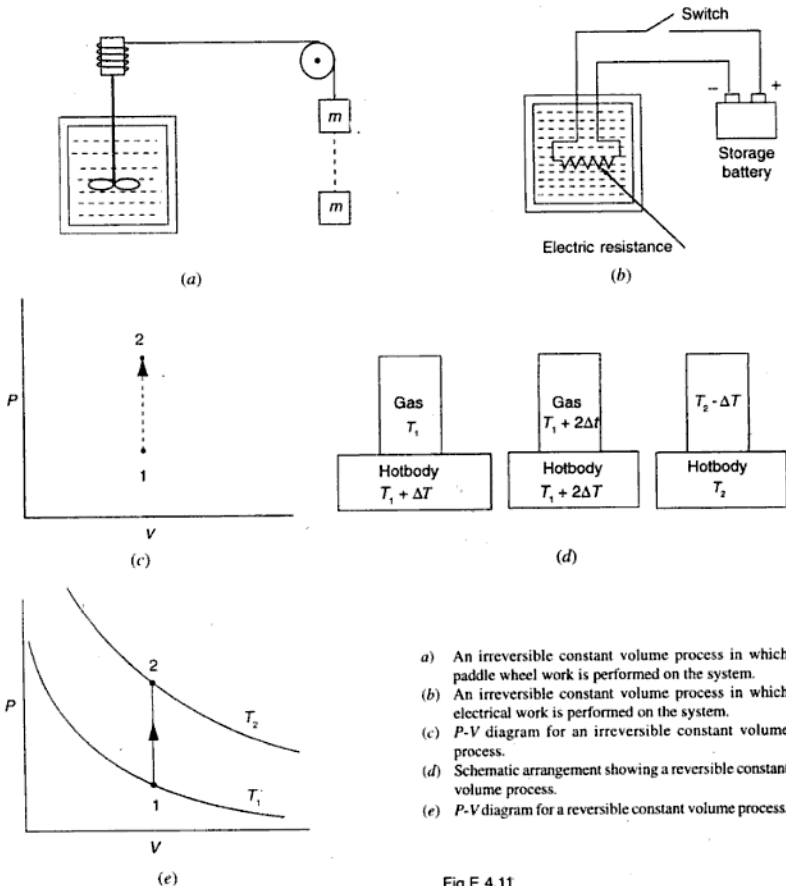 Switch
m
m
− +
Storage
battery
Electric resistance
(a)
(b)
2
P
1
V
(c)
Gas
T₁
Gas
T₁ + 2Δt
T₂ - ΔT
Hotbody
T₁ + ΔT
Hotbody
T₁ + 2ΔT
Hotbody
T₂
(d)
2
P
T₂
1
T₁
V
(e)
a) An irreversible constant volume process in which
paddle wheel work is performed on the system.
(b) An irreversible constant volume process in which
electrical work is performed on the system.
(c) P-V diagram for an irreversible constant volume
process.
(d) Schematic arrangement showing a reversible constant
volume process.
(e) P-V diagram for a reversible constant volume process.
Fig.E.4.11